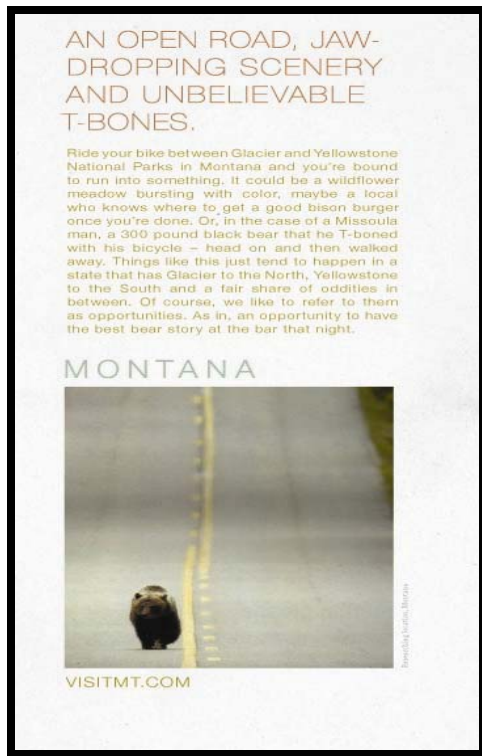 AN OPEN ROAD, JAW-
DROPPING SCENERY
AND UNBELIEVABLE
T-BONES.
Ride your bike between Glacier and Yellowstone
National Parks in Montana and you're bound
to run into something. It could be a wildflower
meadow bursting with color, maybe a local
who knows where to get a good bison burger
once you're done. Or, in the case of a Missoula
man, a 300 pound black bear that he T-boned
with his bicycle – head on and then walked
away. Things like this just tend to happen in a
state that has Glacier to the North, Yellowstone
to the South and a fair share of oddities in
between. Of course, we like to refer to them
as opportunities. As in, an opportunity to have
the best bear story at the bar that night.
MONTANA
VISITMT.COM